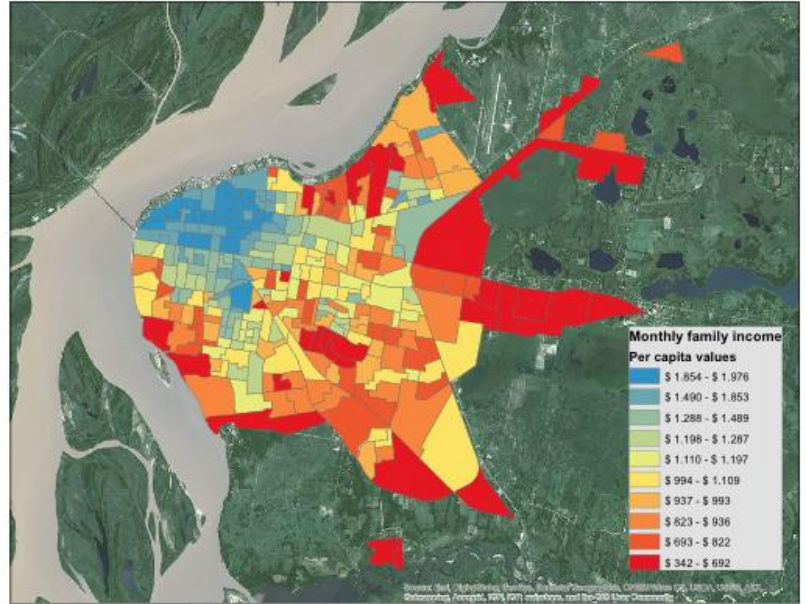 Monthly family income
Per capita values
$ 1.854 - $ 1.976
$ 1.490 - $ 1.853
$ 1.288 - $ 1.489
$ 1.198 - $ 1.287
$ 1.110 - $ 1.197
$ 994 - $ 1.109
$ 937 - $ 993
$ 823 - $ 936
$ 693 - $ 822
$ 342 - $ 692